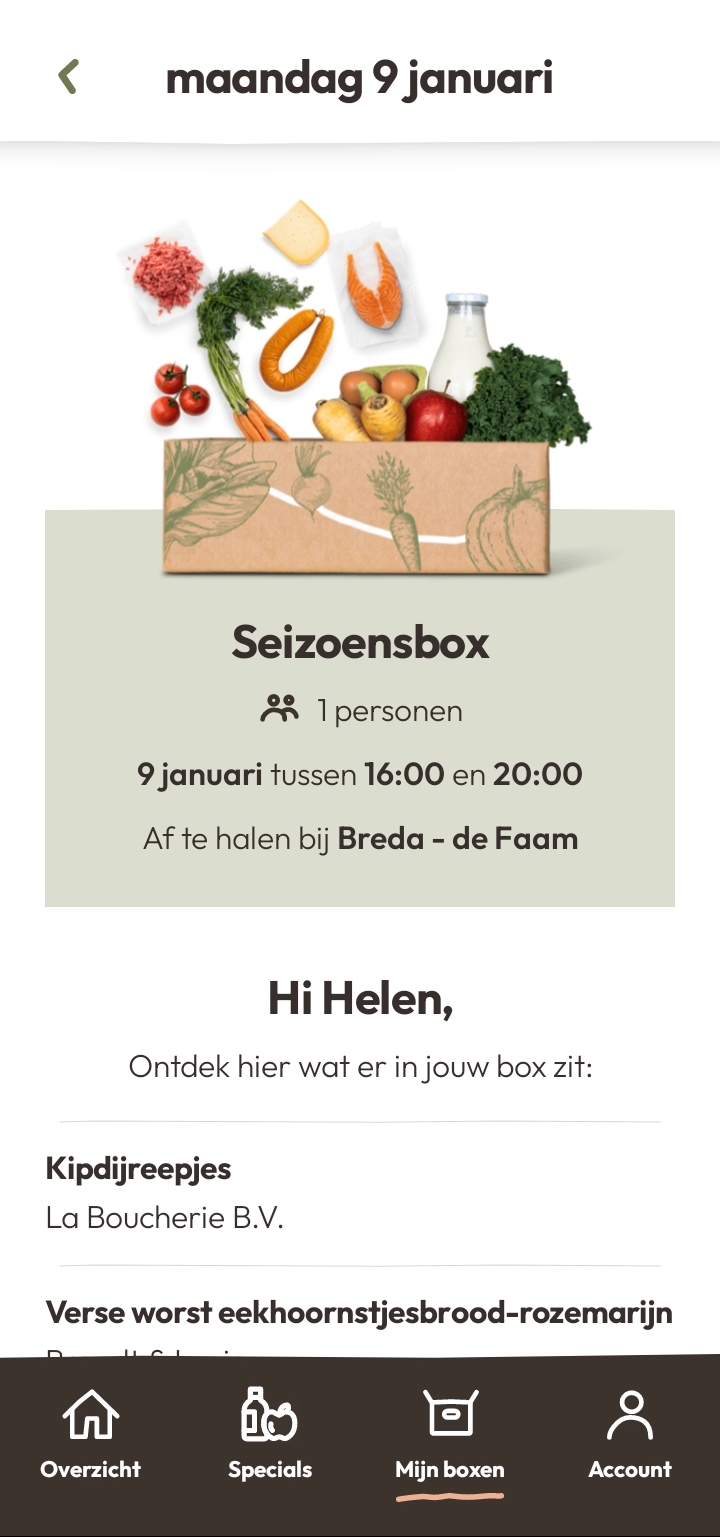 maandag 9 januari
Seizoensbox
1 personen
9 januari tussen 16:00 en 20:00
Af te halen bij Breda - de Faam
Hi Helen,
Ontdek hier wat er in jouw box zit:
Kipdijreepjes
La Boucherie B.V.
Verse worst eekhoornstjesbrood-rozemarijn
Overzicht
Specials
Mijn boxen
Account